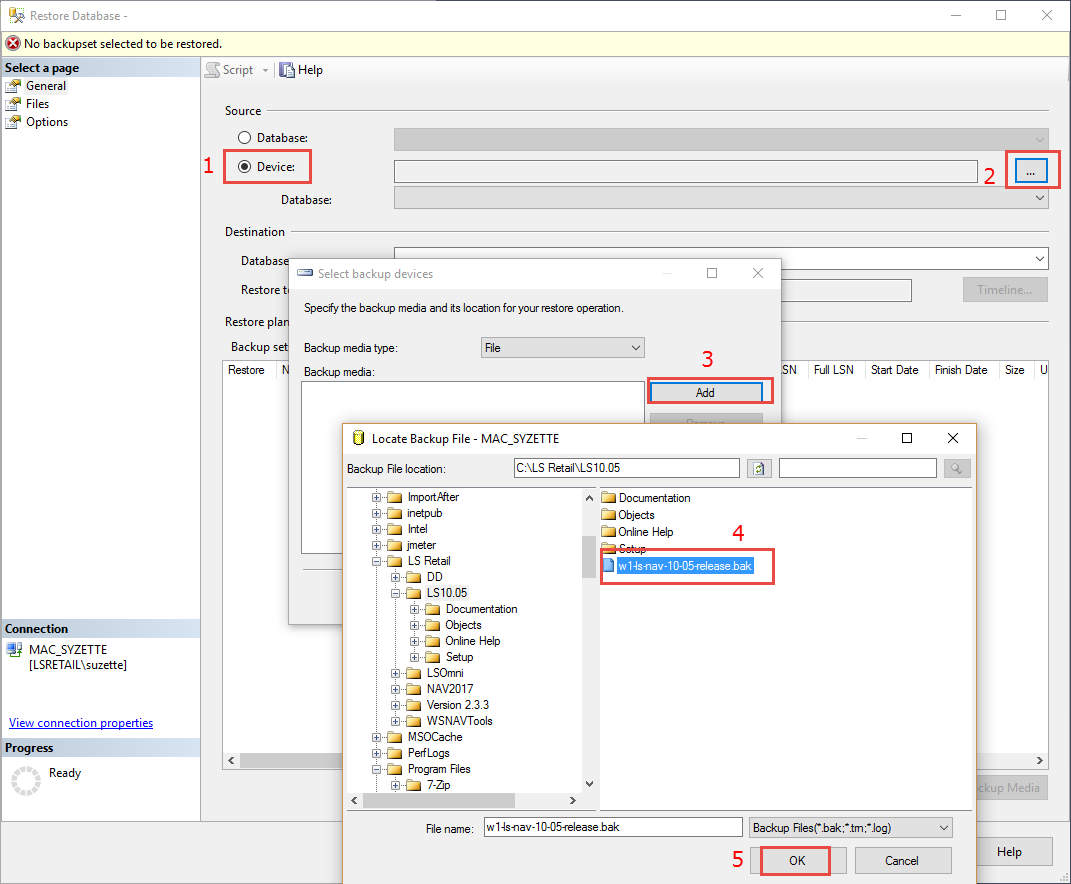 Restore Database -
No backupset selected to be restored.
Select a page
General
Files
Options
Script
Help
Source
Database:
1
Device:
2
...
Database:
Destination
Database
Restore to
Timeline...
Restore plan
Backup set
Restore
LSN
Full LSN
Start Date
Finish Date
Size
Select backup devices
Specify the backup media and its location for your restore operation.
Backup media type:
File
Backup media:
3
Add
Remove
Locate Backup File - MAC_SYZETTE
Backup File location:
C:\LS Retail\LS10.05
ImportAfter
inetpub
Intel
jmeter
LS Retail
DD
LS10.05
Documentation
Objects
Online Help
Setup
LSOmni
NAV2017
Version 2.3.3
WSNAVTools
MSOCache
PerfLogs
Program Files
7-Zip
Documentation
Objects
Online Help
Setup
4
w1-ls-nav-10-05-release.bak
File name:
w1-ls-nav-10-05-release.bak
Backup Files(*.bak;*.trn;*.log)
5
OK
Cancel
Connection
MAC_SYZETTE
[LSRETAIL\suzette]
View connection properties
Progress
Ready
ckup Media
Help